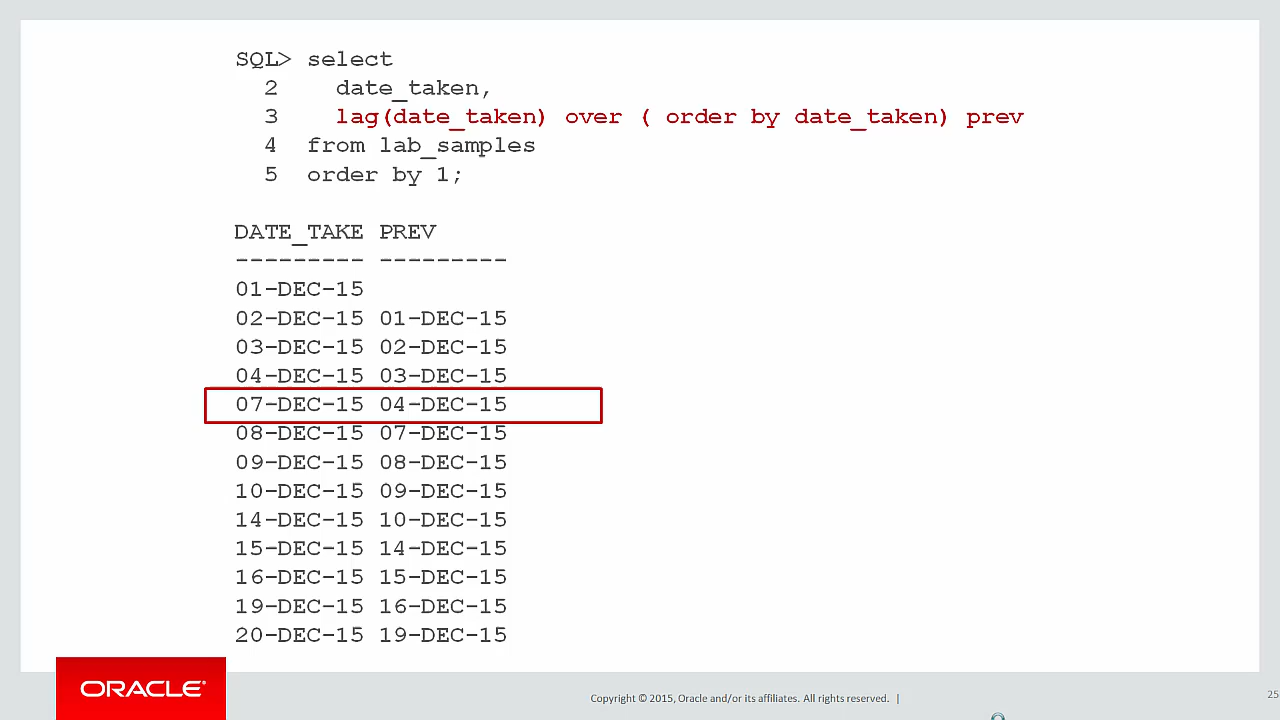 SQL> select
  2     date_taken,
  3     lag(date_taken) over ( order by date_taken) prev
  4   from lab_samples
  5   order by 1;
DATE_TAKE PREV
--------- ---------
01-DEC-15
02-DEC-15 01-DEC-15
03-DEC-15 02-DEC-15
04-DEC-15 03-DEC-15
07-DEC-15 04-DEC-15
08-DEC-15 07-DEC-15
09-DEC-15 08-DEC-15
10-DEC-15 09-DEC-15
14-DEC-15 10-DEC-15
15-DEC-15 14-DEC-15
16-DEC-15 15-DEC-15
19-DEC-15 16-DEC-15
20-DEC-15 19-DEC-15
ORACLE®
Copyright © 2015, Oracle and/or its affiliates. All rights reserved. |
25